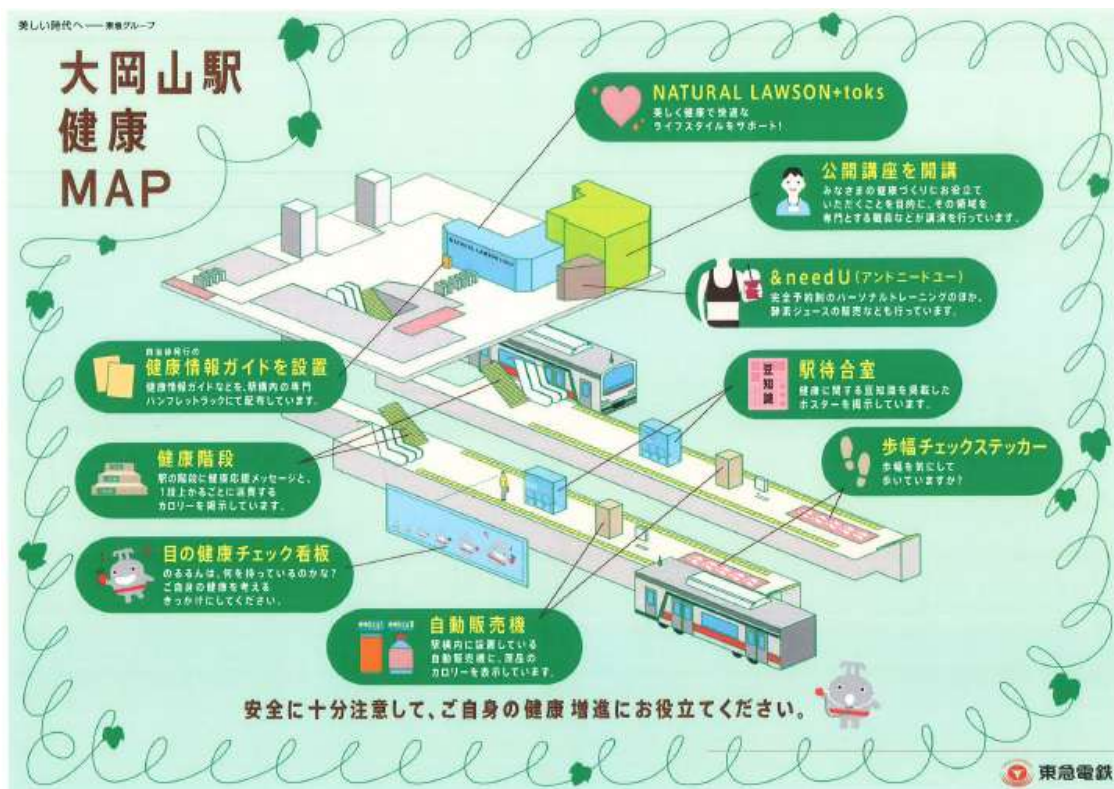 美しい時代へ── 東急グループ
大岡山駅
健康
MAP
NATURAL LAWSON+toks
美しく健康で快適な
ライフスタイルをサポート!
公開講座を開講
みなさまの健康づくりにお役立て
いただくことを目的に、その領域を
専門とする職員などが講演を行っています。
&needU(アンドニードユー)
完全予約制のパーソナルトレーニングのほか、
酵素ジュースの販売なども行っています。
自治体発行の
健康情報ガイドを設置
健康情報ガイドなどを、駅構内の専門
パンフレットラックにて配布しています。
豆知識
駅待合室
健康に関する豆知識を掲載した
ポスターを掲示しています。
健康階段
駅の階段に健康応援メッセージと、
1段上がるごとに消費する
カロリーを掲示しています。
歩幅チェックステッカー
歩幅を気にして
歩いていますか?
目の健康チェック看板
のるるんは、何を持っているのかな?
ご自身の健康を考える
きっかけにしてください。
自動販売機
駅構内に設置している
自動販売機に、商品の
カロリーを表示しています。
安全に十分注意して、ご自身の健康増進にお役立てください。
東急電鉄